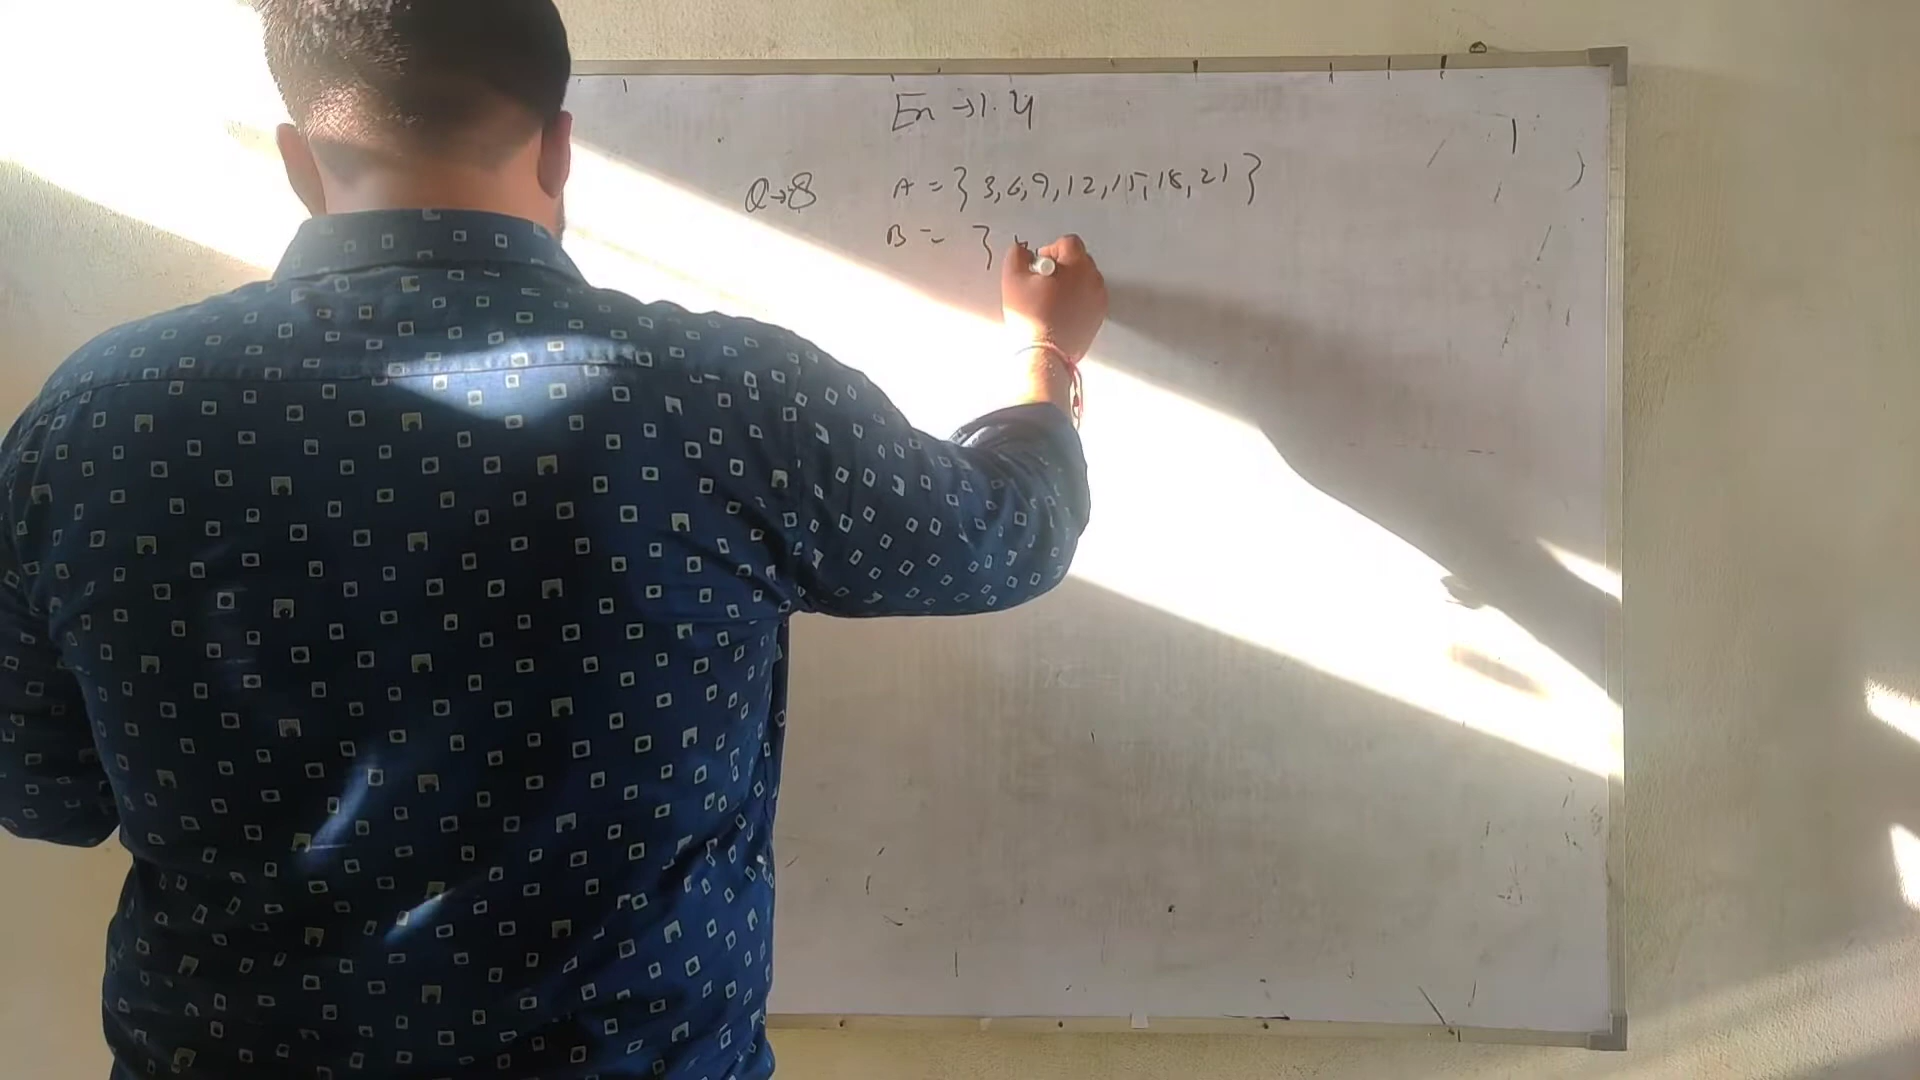 Ex → 1.4
Q → 8 A = { 3, 6, 9, 12, 15, 18, 21 }
B = {